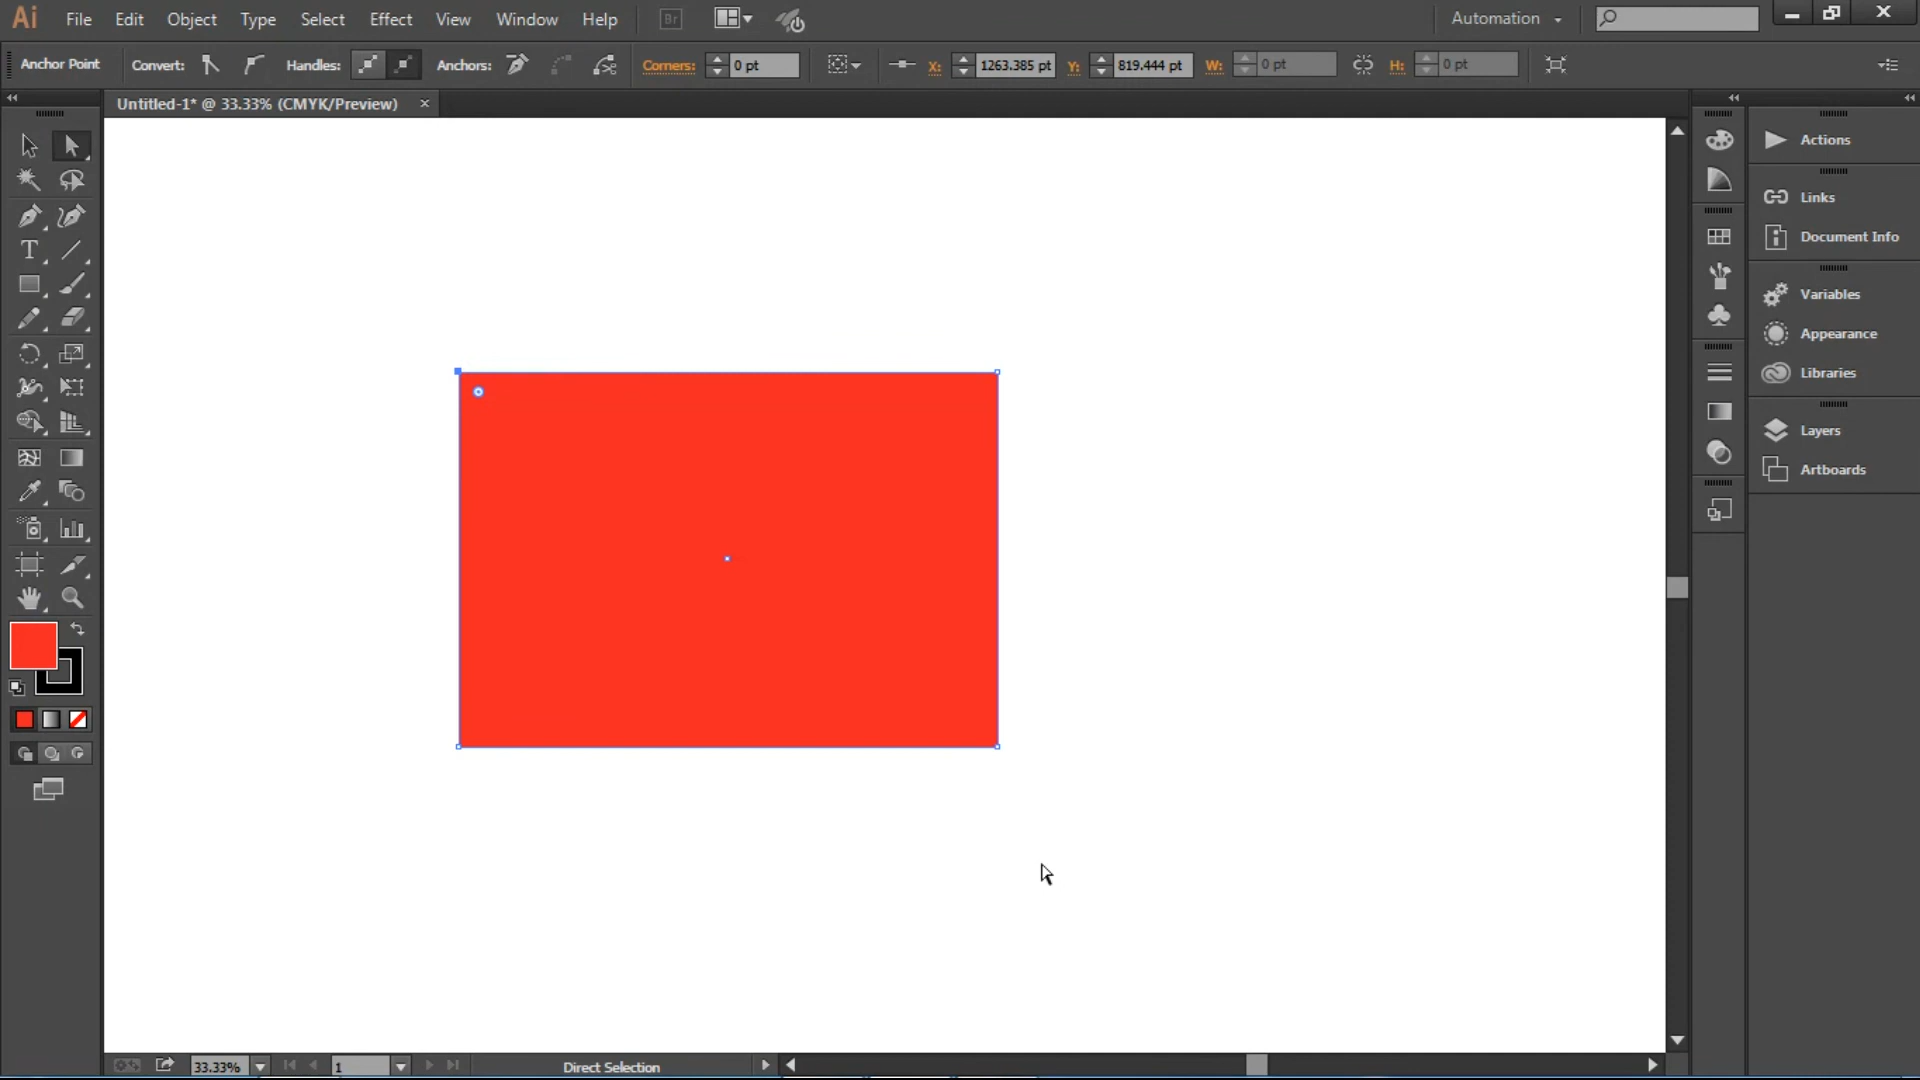 Ai File Edit Object Type Select Effect View Window Help Br Automation
Anchor Point Convert: Handles: Anchors: Corners: 0 pt X: 1263.385 pt Y: 819.444 pt W: 0 pt H: 0 pt
Untitled-1* @ 33.33% (CMYK/Preview) ×
Actions
Links
Document Info
Variables
Appearance
Libraries
Layers
Artboards
33.33% 1 Direct Selection